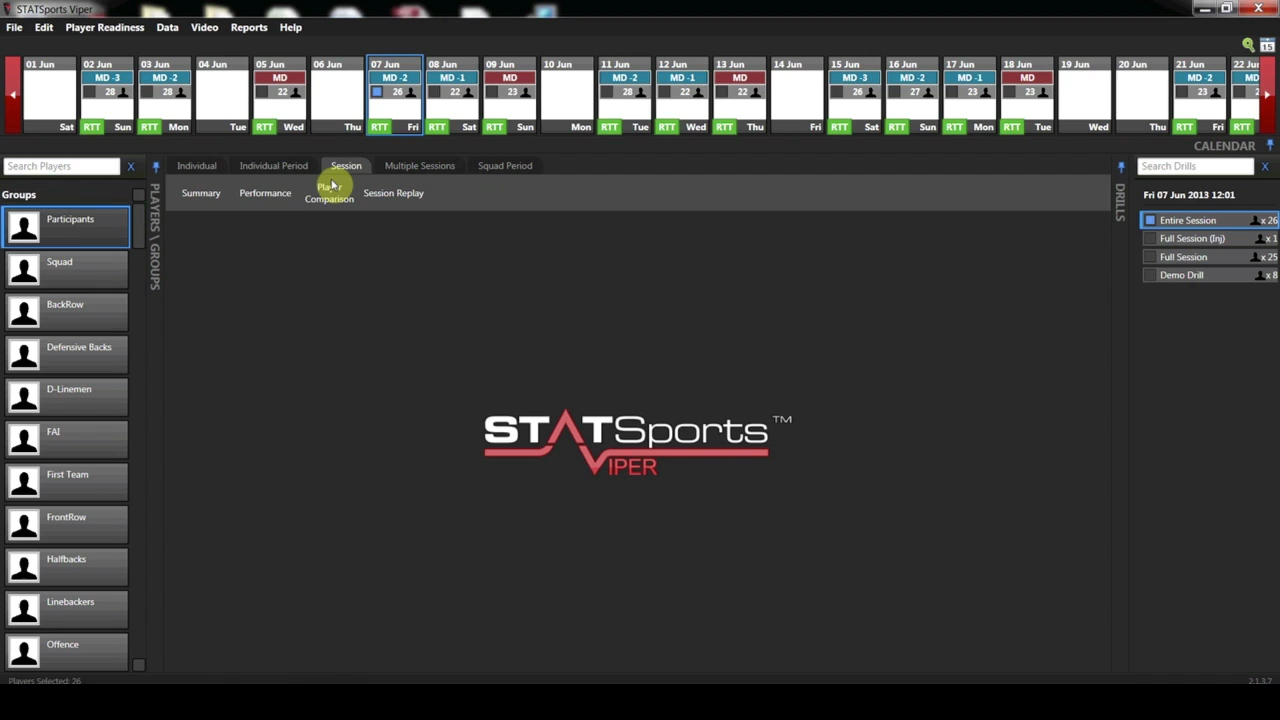 STATSports Viper
File Edit Player Readiness Data Video Reports Help
15
01 Jun 02 Jun 03 Jun 04 Jun 05 Jun 06 Jun 07 Jun 08 Jun 09 Jun 10 Jun 11 Jun 12 Jun 13 Jun 14 Jun 15 Jun 16 Jun 17 Jun 18 Jun 19 Jun 20 Jun 21 Jun 22 Jun
MD -3 MD -2 MD MD -2 MD -1 MD MD -2 MD -1 MD MD -3 MD -2 MD -1 MD MD -2 MD
28 28 22 26 22 23 28 22 22 26 27 23 23 23 22
Sat RTT Sun RTT Mon Tue RTT Wed Thu RTT Fri RTT Sat RTT Sun Mon RTT Tue RTT Wed RTT Thu Fri RTT Sat RTT Sun RTT Mon RTT Tue Wed Thu RTT Fri RTT
CALENDAR
Search Players X
Individual Individual Period Session Multiple Sessions Squad Period
Search Drills X
PLAYERS \ GROUPS
Summary Performance Player Comparison Session Replay
DRILLS
Groups
Participants
Squad
BackRow
Defensive Backs
D-Linemen
FAI
First Team
FrontRow
Halfbacks
Linebackers
Offence
Fri 07 Jun 2013 12:01
Entire Session x 26
Full Session (Inj) x 1
Full Session x 25
Demo Drill x 8
STATSports™
VIPER
Players Selected: 26
2.1.3.7